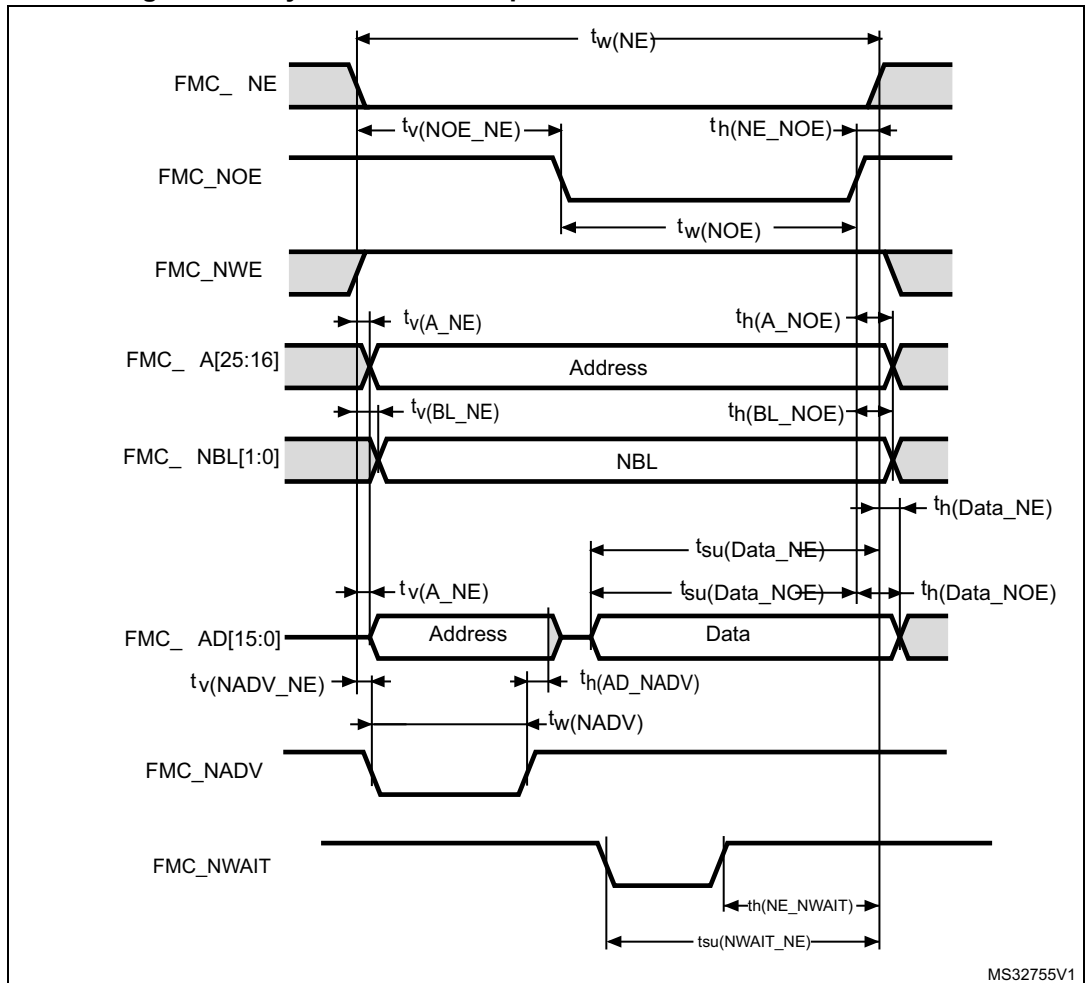 tw(NE)
FMC_ NE
tv(NOE_NE)
th(NE_NOE)
FMC_NOE
tw(NOE)
FMC_NWE
tv(A_NE)
th(A_NOE)
FMC_ A[25:16]
Address
tv(BL_NE)
th(BL_NOE)
FMC_ NBL[1:0]
NBL
th(Data_NE)
tsu(Data_NE)
tv(A_NE)
tsu(Data_NOE)
th(Data_NOE)
FMC_ AD[15:0]
Address
Data
tv(NADV_NE)
th(AD_NADV)
tw(NADV)
FMC_NADV
FMC_NWAIT
th(NE_NWAIT)
tsu(NWAIT_NE)
MS32755V1